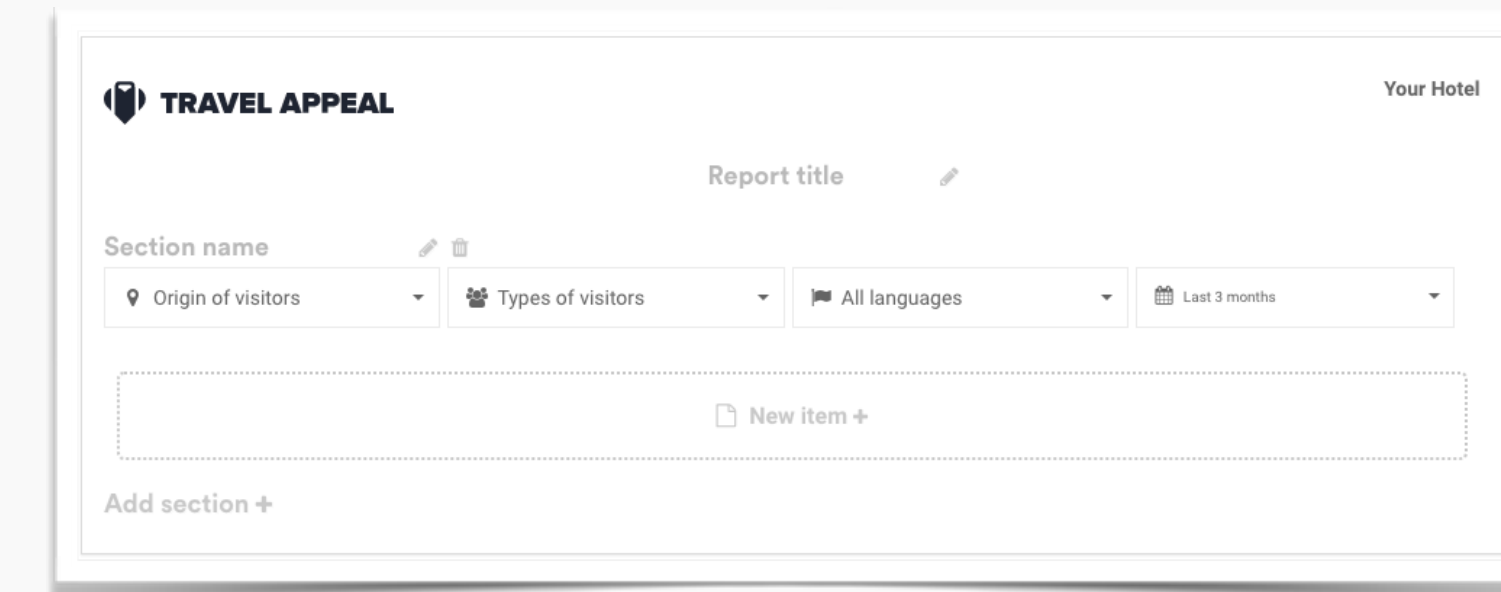 TRAVEL APPEAL
Your Hotel
Report title
Section name
Origin of visitors
Types of visitors
All languages
Last 3 months
New item +
Add section +